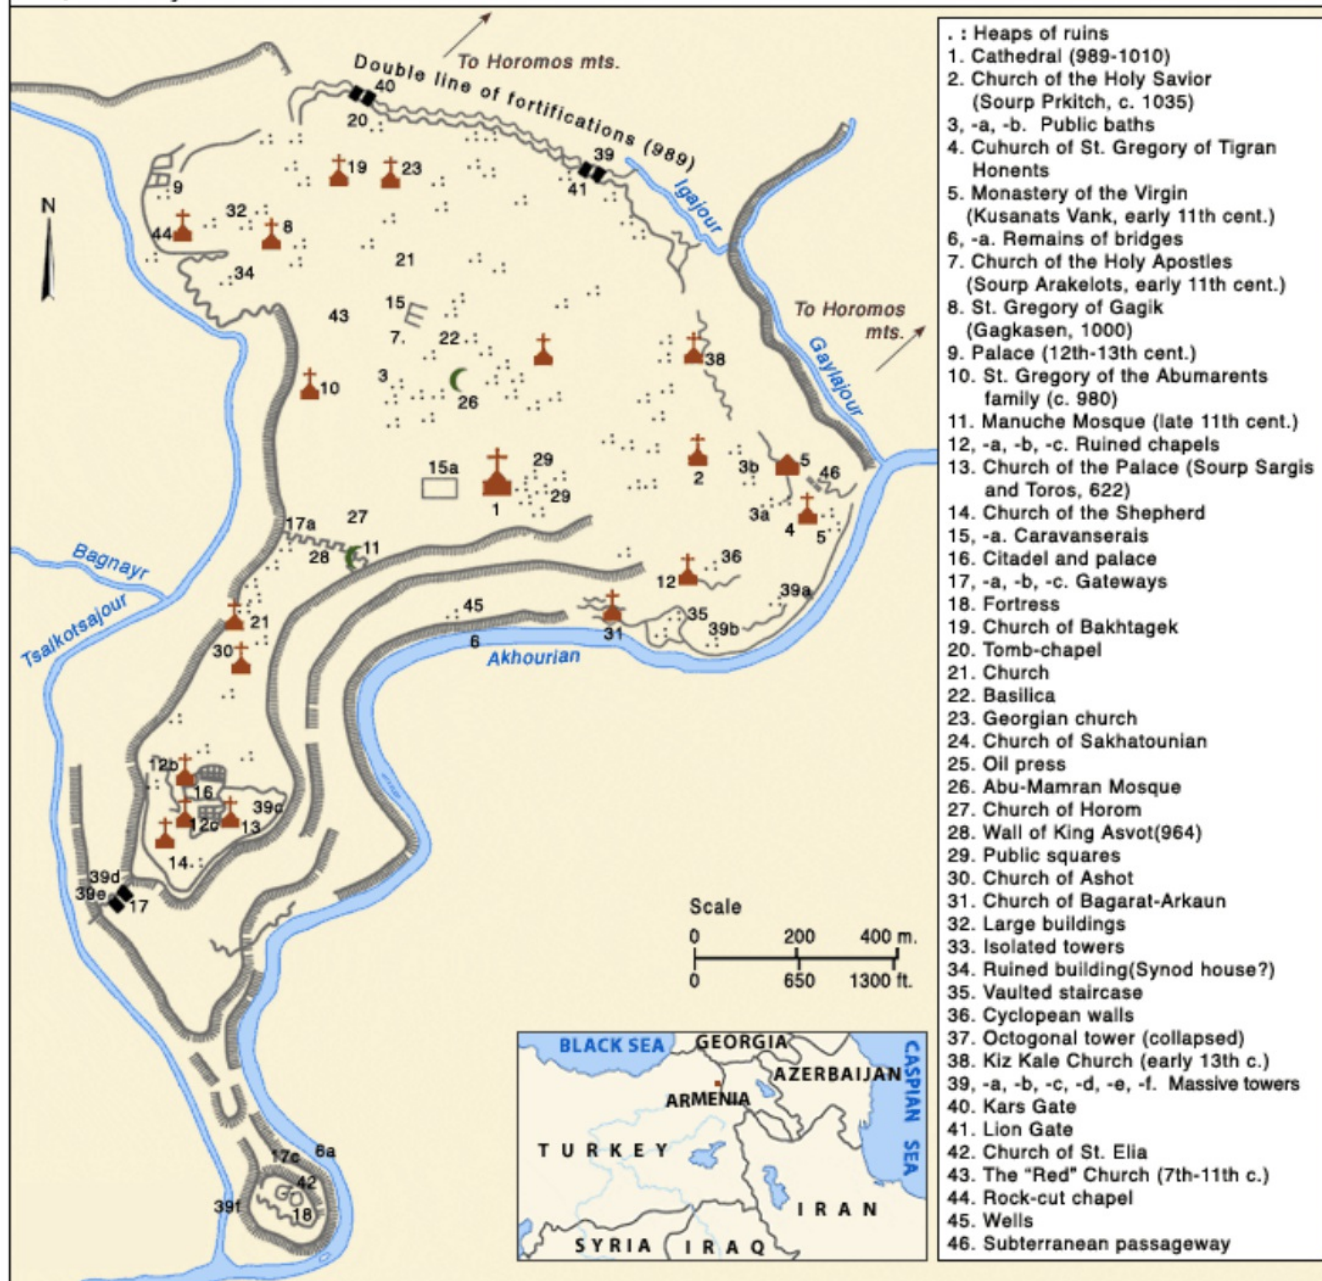 To Horomos mts.
Double line of fortifications (989)
40
20
39
41
19
23
9
Igajour
N
32
8
44
21
34
15
43
To Horomos
mts.
7.
22
38
Gaylajour
3
10
26
29
3b
5
46
15a
2
29
1
3a
4
5
17a
27
28
11
36
Bagnayr
12
39a
45
35
21
Tsalkotsajour
31
39b
6
30
Akhourian
12b
16
39c
12c
13
14.
39d
39e
17
Scale
0 200 400 m.
0 650 1300 ft.
17c
6a
42
39f
18
BLACK SEA
GEORGIA
AZERBAIJAN
CASPIAN SEA
ARMENIA
TURKEY
IRAN
SYRIA
IRAQ
. : Heaps of ruins
1. Cathedral (989-1010)
2. Church of the Holy Savior
(Sourp Prkitch, c. 1035)
3, -a, -b. Public baths
4. Cuhurch of St. Gregory of Tigran
Honents
5. Monastery of the Virgin
(Kusanats Vank, early 11th cent.)
6, -a. Remains of bridges
7. Church of the Holy Apostles
(Sourp Arakelots, early 11th cent.)
8. St. Gregory of Gagik
(Gagkasen, 1000)
9. Palace (12th-13th cent.)
10. St. Gregory of the Abumarents
family (c. 980)
11. Manuche Mosque (late 11th cent.)
12, -a, -b, -c. Ruined chapels
13. Church of the Palace (Sourp Sargis
and Toros, 622)
14. Church of the Shepherd
15, -a. Caravanserais
16. Citadel and palace
17, -a, -b, -c. Gateways
18. Fortress
19. Church of Bakhtagek
20. Tomb-chapel
21. Church
22. Basilica
23. Georgian church
24. Church of Sakhatounian
25. Oil press
26. Abu-Mamran Mosque
27. Church of Horom
28. Wall of King Asvot(964)
29. Public squares
30. Church of Ashot
31. Church of Bagarat-Arkaun
32. Large buildings
33. Isolated towers
34. Ruined building(Synod house?)
35. Vaulted staircase
36. Cyclopean walls
37. Octogonal tower (collapsed)
38. Kiz Kale Church (early 13th c.)
39, -a, -b, -c, -d, -e, -f. Massive towers
40. Kars Gate
41. Lion Gate
42. Church of St. Elia
43. The “Red” Church (7th-11th c.)
44. Rock-cut chapel
45. Wells
46. Subterranean passageway